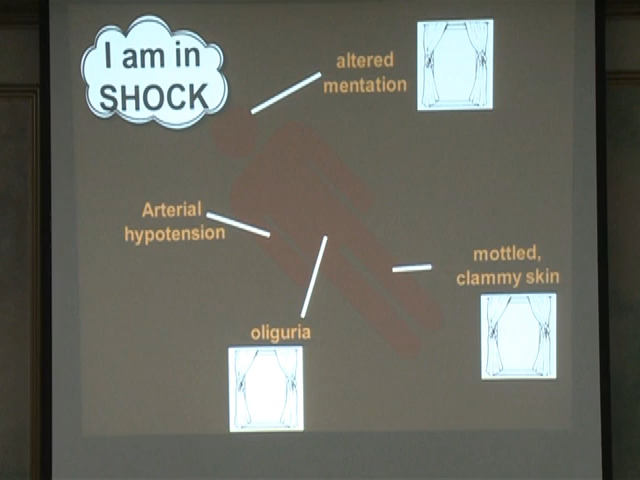 I am in
SHOCK
altered
mentation
Arterial
hypotension
mottled,
clammy skin
oliguria